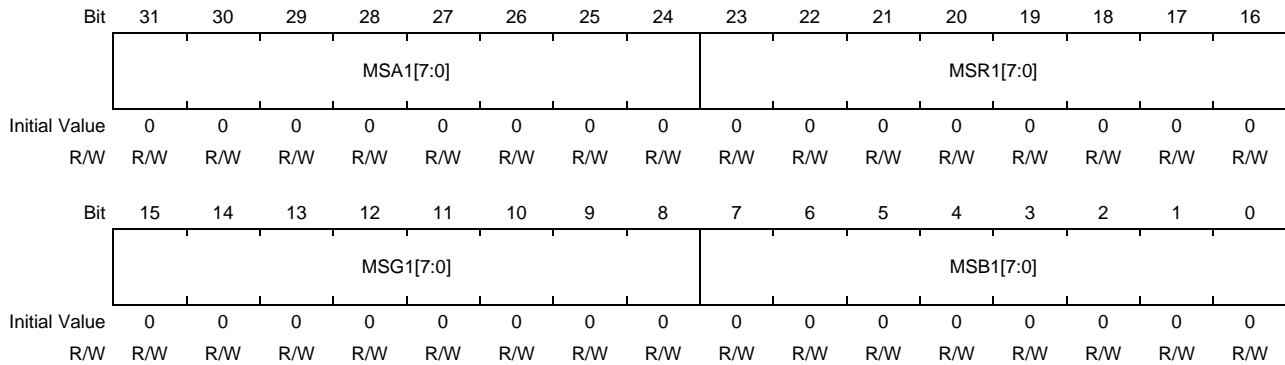 Bit 31 30 29 28 27 26 25 24 23 22 21 20 19 18 17 16
MSA1[7:0] MSR1[7:0]
Initial Value 0 0 0 0 0 0 0 0 0 0 0 0 0 0 0 0
R/W R/W R/W R/W R/W R/W R/W R/W R/W R/W R/W R/W R/W R/W R/W R/W R/W
Bit 15 14 13 12 11 10 9 8 7 6 5 4 3 2 1 0
MSG1[7:0] MSB1[7:0]
Initial Value 0 0 0 0 0 0 0 0 0 0 0 0 0 0 0 0
R/W R/W R/W R/W R/W R/W R/W R/W R/W R/W R/W R/W R/W R/W R/W R/W R/W